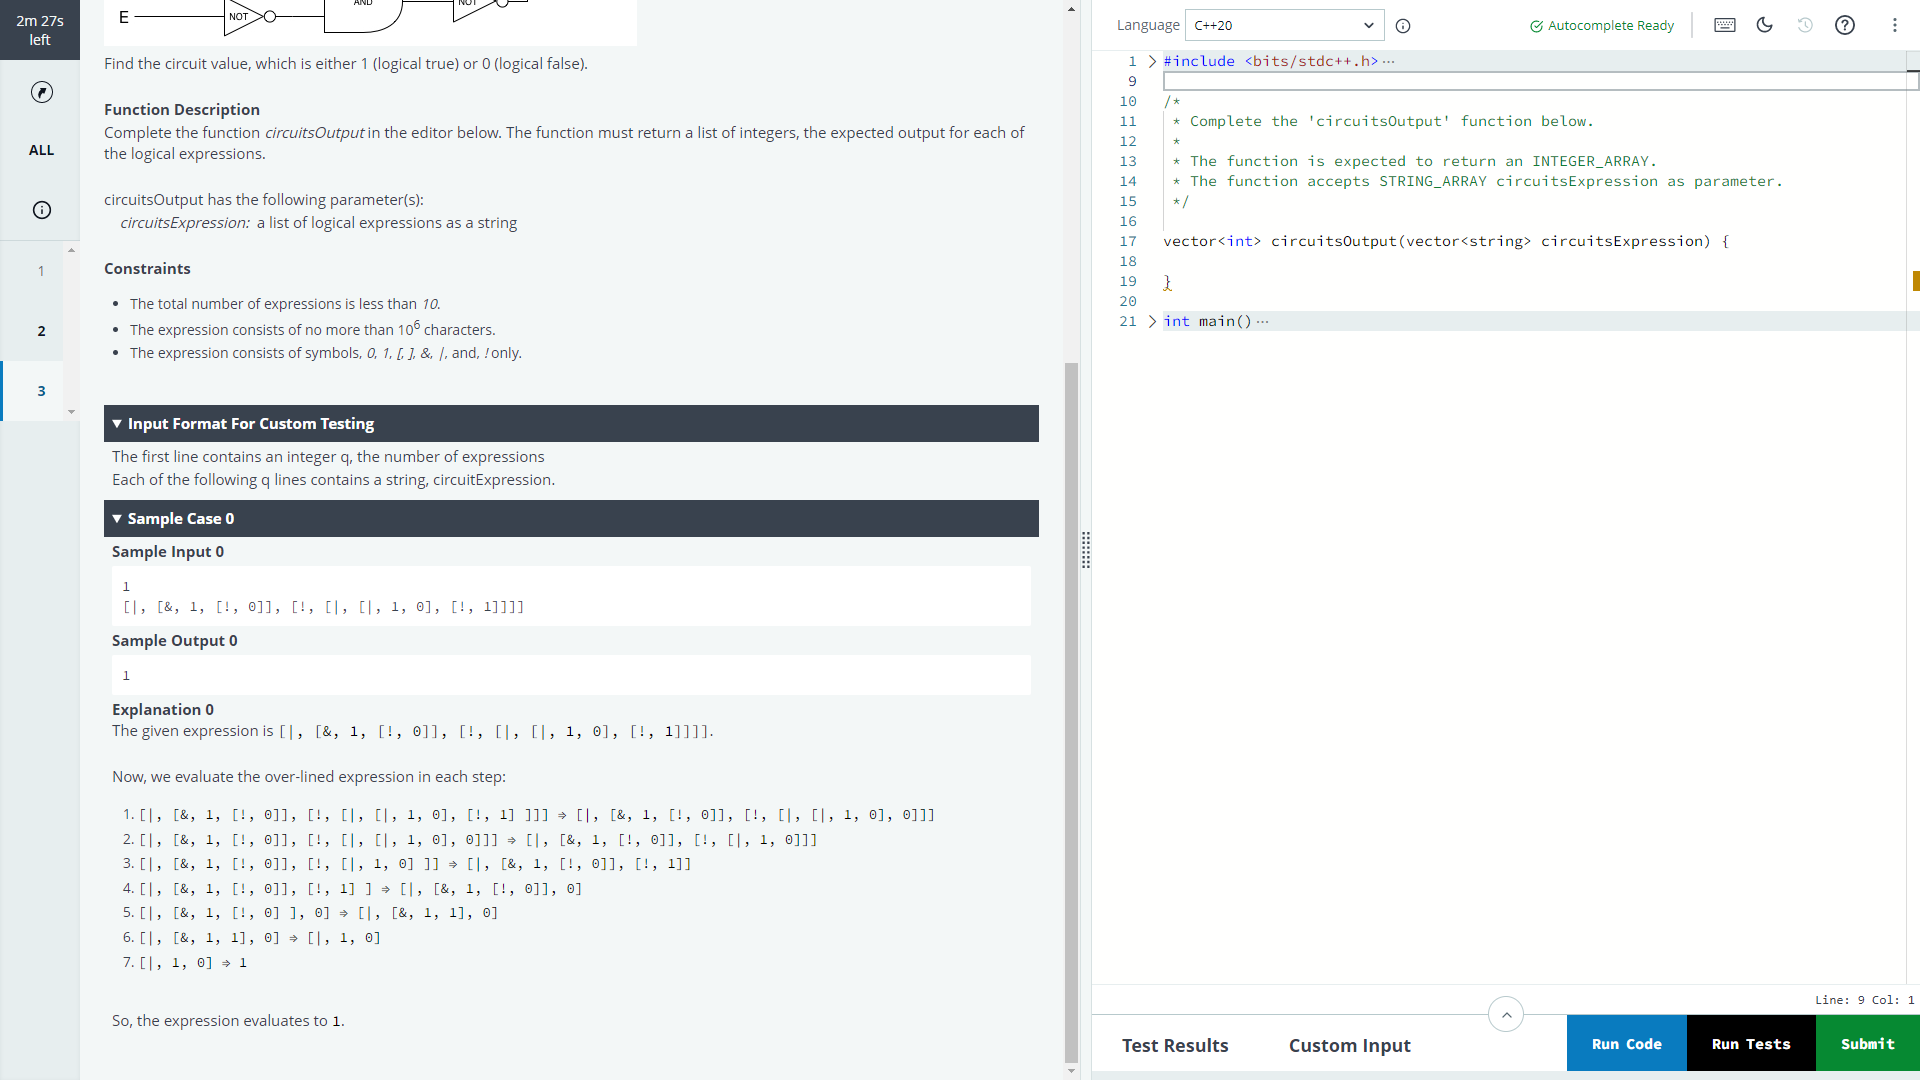 2m 27s
left
ALL
1
2
3
E
NOT
AND
NOT
Find the circuit value, which is either 1 (logical true) or 0 (logical false).
Function Description
Complete the function circuitsOutput in the editor below. The function must return a list of integers, the expected output for each of
the logical expressions.
circuitsOutput has the following parameter(s):
circuitsExpression: a list of logical expressions as a string
Constraints
• The total number of expressions is less than 10.
• The expression consists of no more than 10^6 characters.
• The expression consists of symbols, 0, 1, [, ], &, |, and, ! only.
▼ Input Format For Custom Testing
The first line contains an integer q, the number of expressions
Each of the following q lines contains a string, circuitExpression.
▼ Sample Case 0
Sample Input 0
1
[|, [&, 1, [!, 0]], [!, [|, [|, 1, 0], [!, 1]]]]
Sample Output 0
1
Explanation 0
The given expression is [|, [&, 1, [!, 0]], [!, [|, [|, 1, 0], [!, 1]]]].
Now, we evaluate the over-lined expression in each step:
1. [|, [&, 1, [!, 0]], [!, [|, [|, 1, 0], [!, 1] ]]] ⇒ [|, [&, 1, [!, 0]], [!, [|, [|, 1, 0], 0]]]
2. [|, [&, 1, [!, 0]], [!, [|, [|, 1, 0], 0]]] ⇒ [|, [&, 1, [!, 0]], [!, [|, 1, 0]]]
3. [|, [&, 1, [!, 0]], [!, [|, 1, 0] ]] ⇒ [|, [&, 1, [!, 0]], [!, 1]]
4. [|, [&, 1, [!, 0]], [!, 1] ] ⇒ [|, [&, 1, [!, 0]], 0]
5. [|, [&, 1, [!, 0] ], 0] ⇒ [|, [&, 1, 1], 0]
6. [|, [&, 1, 1], 0] ⇒ [|, 1, 0]
7. [|, 1, 0] ⇒ 1
So, the expression evaluates to 1.
Language C++20 Autocomplete Ready
1 #include <bits/stdc++.h> ···
9
10 /*
11 * Complete the 'circuitsOutput' function below.
12 *
13 * The function is expected to return an INTEGER_ARRAY.
14 * The function accepts STRING_ARRAY circuitsExpression as parameter.
15 */
16
17 vector<int> circuitsOutput(vector<string> circuitsExpression) {
18
19 }
20
21 int main() ···
Line: 9 Col: 1
Test Results Custom Input Run Code Run Tests Submit